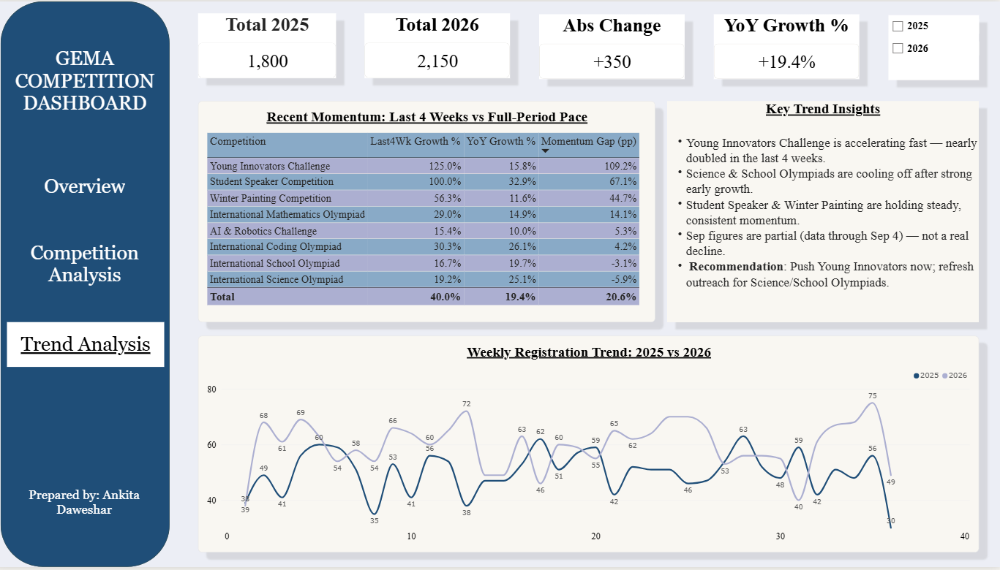 GEMA
COMPETITION
DASHBOARD
Overview
Competition
Analysis
Trend Analysis
Prepared by: Ankita
Daweshar
Total 2025
1,800
Total 2026
2,150
Abs Change
+350
YoY Growth %
+19.4%
2025
2026
Recent Momentum: Last 4 Weeks vs Full-Period Pace
Competition Last4Wk Growth % YoY Growth % Momentum Gap (pp)
Young Innovators Challenge 125.0% 15.8% 109.2%
Student Speaker Competition 100.0% 32.9% 67.1%
Winter Painting Competition 56.3% 11.6% 44.7%
International Mathematics Olympiad 29.0% 14.9% 14.1%
AI & Robotics Challenge 15.4% 10.0% 5.3%
International Coding Olympiad 30.3% 26.1% 4.2%
International School Olympiad 16.7% 19.7% -3.1%
International Science Olympiad 19.2% 25.1% -5.9%
Total 40.0% 19.4% 20.6%
Key Trend Insights
• Young Innovators Challenge is accelerating fast — nearly
doubled in the last 4 weeks.
• Science & School Olympiads are cooling off after strong
early growth.
• Student Speaker & Winter Painting are holding steady,
consistent momentum.
• Sep figures are partial (data through Sep 4) — not a real
decline.
• Recommendation: Push Young Innovators now; refresh
outreach for Science/School Olympiads.
Weekly Registration Trend: 2025 vs 2026
2025 2026
80
60
40
38
39
68
49
61
41
69
60
54
58
54
35
66
53
41
60
56
72
38
63
62
46
60
51
59
55
65
42
62
46
53
63
48
59
40
42
75
56
49
30
0 10 20 30 40